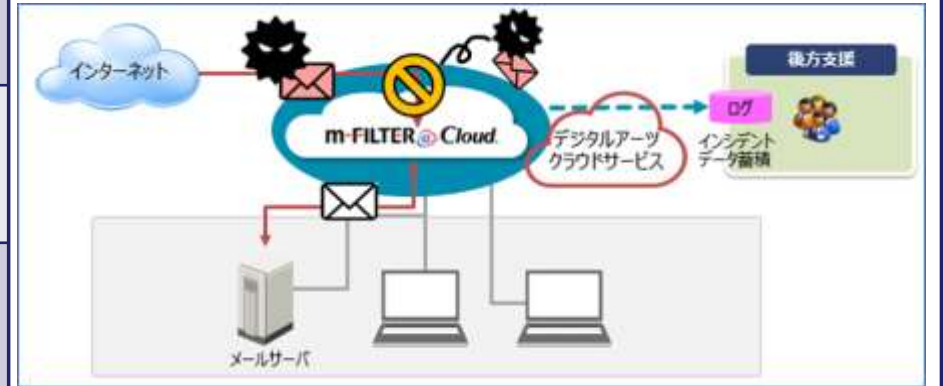 インターネット
m-FILTER@Cloud.
デジタルアーツ
クラウドサービス
後方支援
ログ
インシデント
データ蓄積
メールサーバ